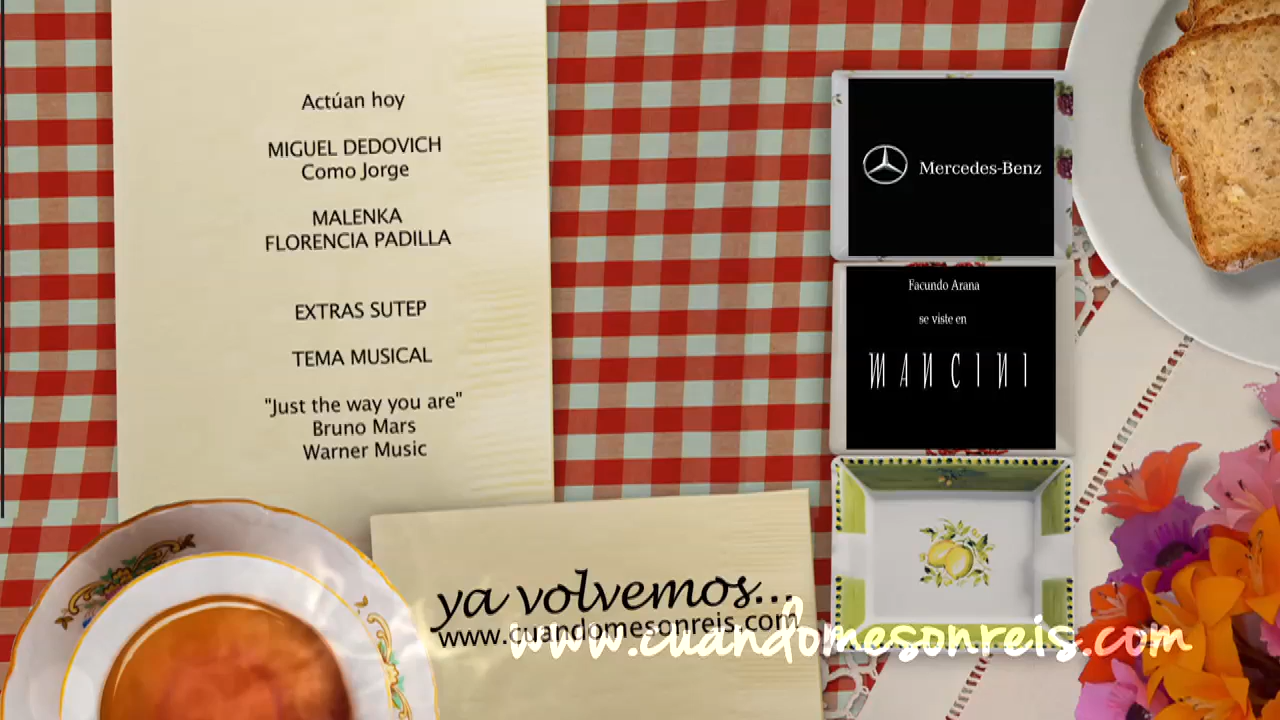 Actúan hoy
MIGUEL DEDOVICH
Como Jorge
MALENKA
FLORENCIA PADILLA
EXTRAS SUTEP
TEMA MUSICAL
"Just the way you are"
Bruno Mars
Warner Music
Mercedes-Benz
Facundo Arana
se viste en
MANCINI
ya volvemos...
www.cuandomesonreis.com
www.cuandomesonreis.com